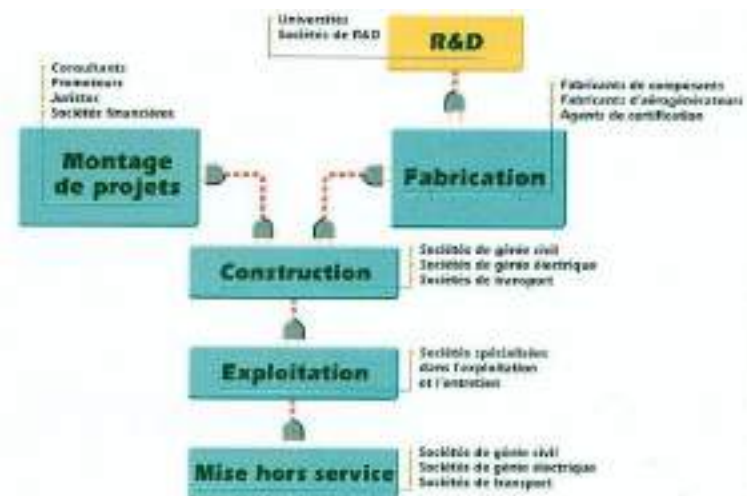 Universités
Sociétés de R&D
R&D
Consultants
Promoteurs
Juristes
Sociétés financières
Fabricants de composants
Fabricants d'aérogénérateurs
Agents de certification
Montage
de projets
Fabrication
Construction
Sociétés de génie civil
Sociétés de génie électrique
Sociétés de transport
Exploitation
Sociétés spécialisées
dans l'exploitation
et l'entretien
Mise hors service
Sociétés de génie civil
Sociétés de génie électrique
Sociétés de transport